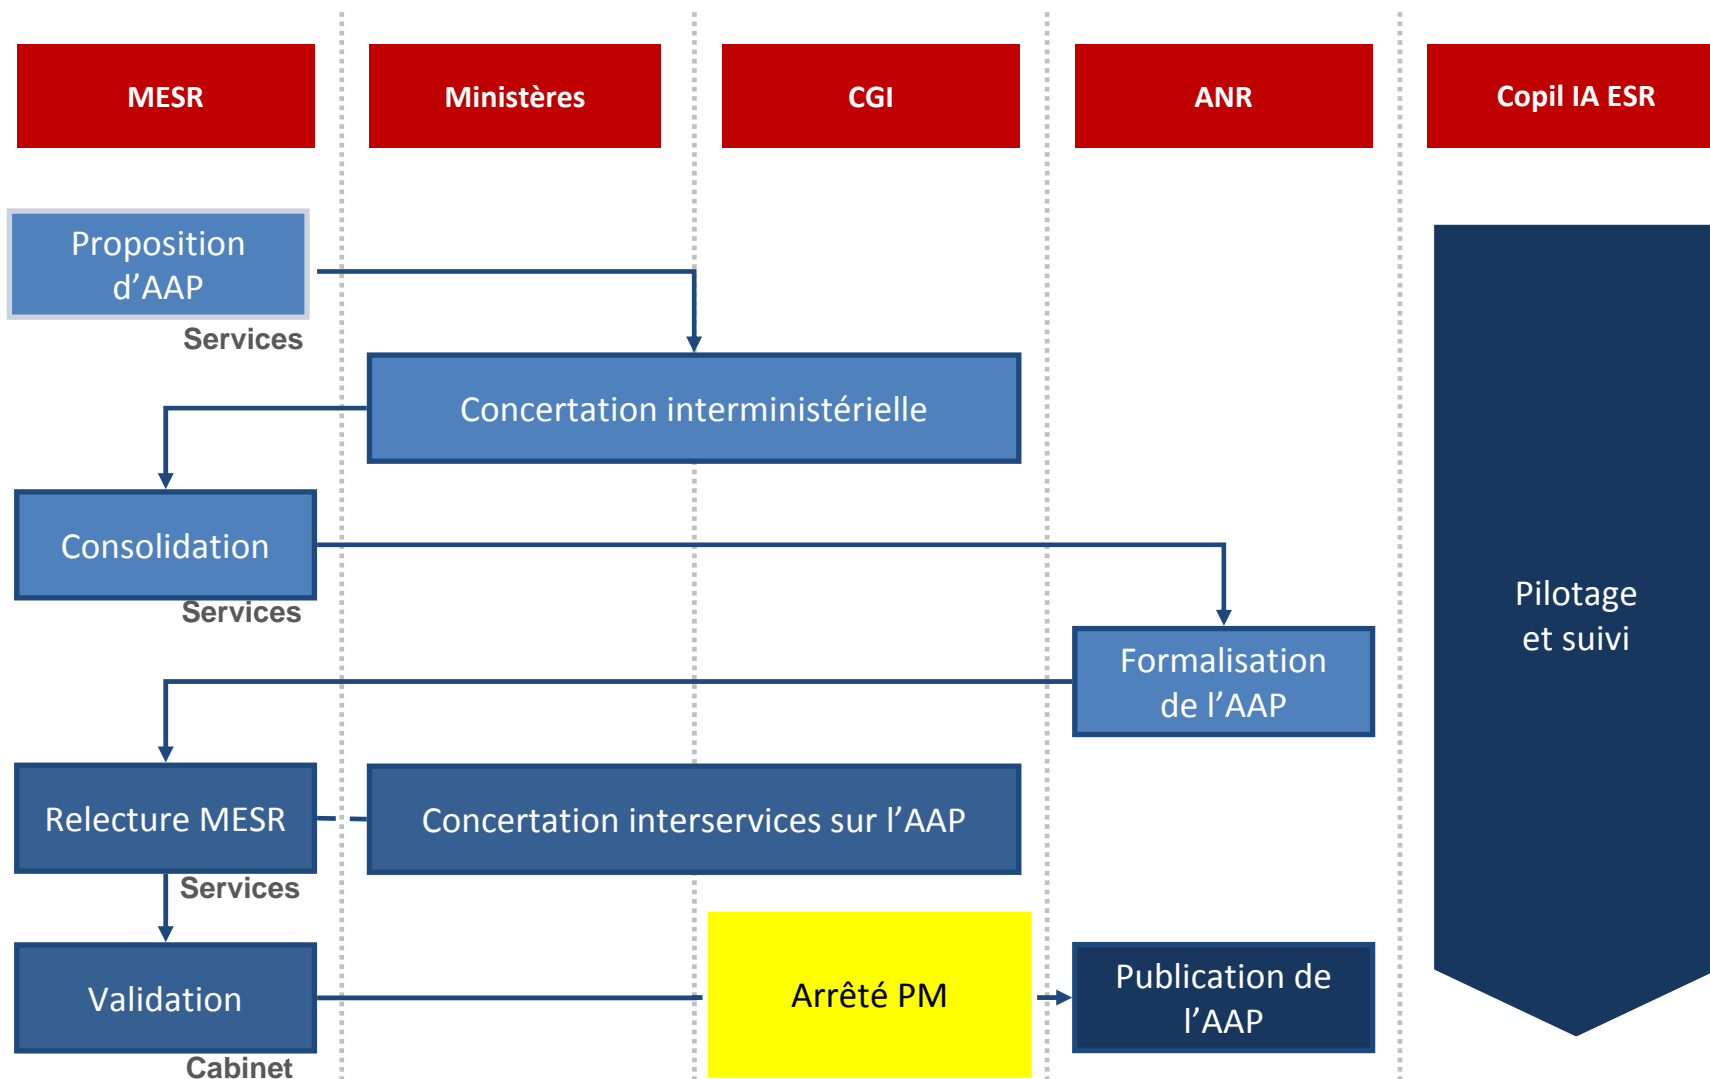 MESR
Ministères
CGI
ANR
Copil IA ESR
Proposition
d’AAP
Services
Concertation interministérielle
Consolidation
Services
Pilotage
et suivi
Formalisation
de l’AAP
Relecture MESR
Concertation interservices sur l’AAP
Services
Validation
Arrêté PM
Publication de
l’AAP
Cabinet